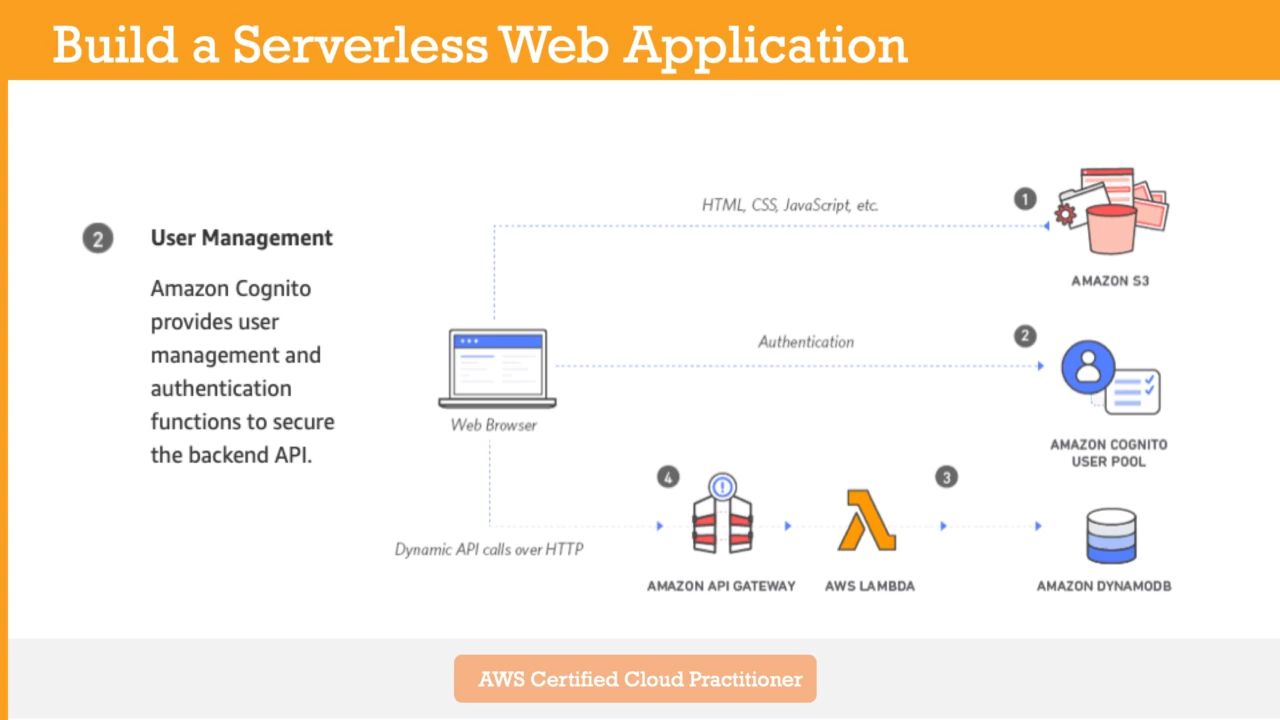 Build a Serverless Web Application
2
User Management
Amazon Cognito
provides user
management and
authentication
functions to secure
the backend API.
HTML, CSS, JavaScript, etc.
1
AMAZON S3
Authentication
2
AMAZON COGNITO
USER POOL
Web Browser
Dynamic API calls over HTTP
4
AMAZON API GATEWAY
AWS LAMBDA
3
AMAZON DYNAMODB
AWS Certified Cloud Practitioner